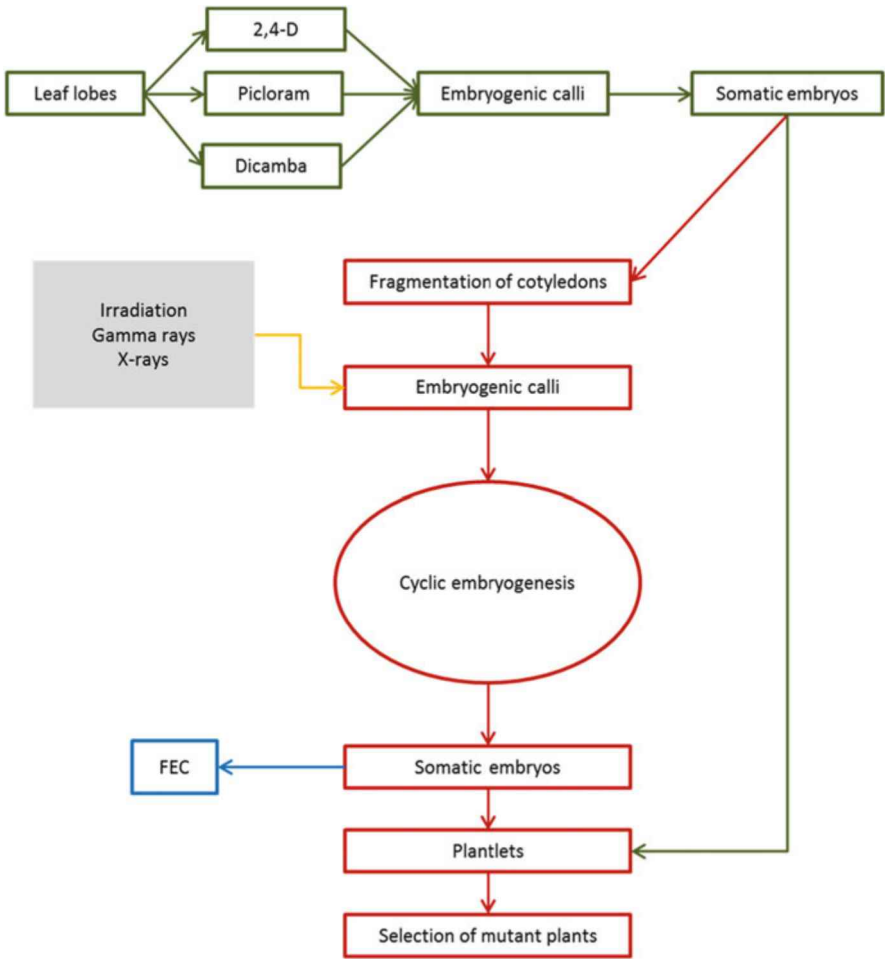 2,4-D
Leaf lobes
Picloram
Embryogenic calli
Somatic embryos
Dicamba
Fragmentation of cotyledons
Irradiation
Gamma rays
X-rays
Embryogenic calli
Cyclic embryogenesis
FEC
Somatic embryos
Plantlets
Selection of mutant plants